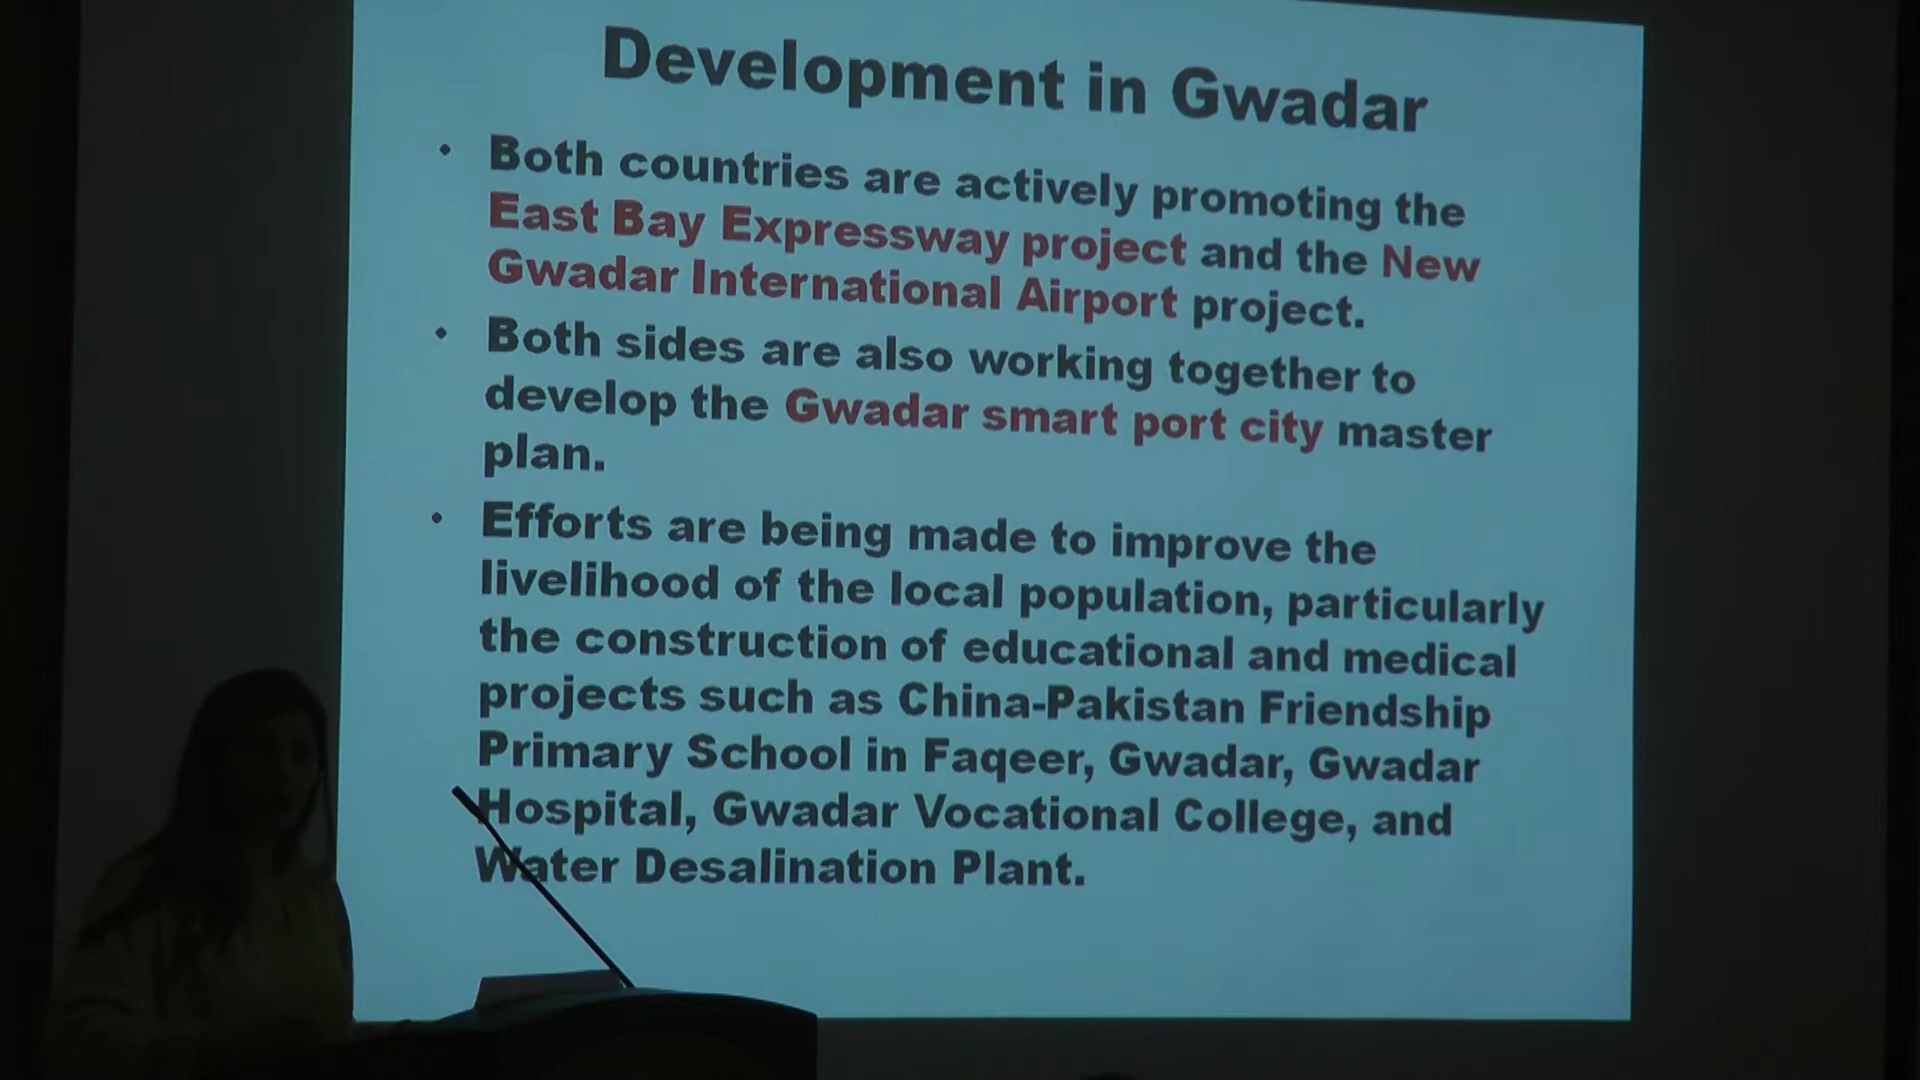 Development in Gwadar
• Both countries are actively promoting the
East Bay Expressway project and the New
Gwadar International Airport project.
• Both sides are also working together to
develop the Gwadar smart port city master
plan.
• Efforts are being made to improve the
livelihood of the local population, particularly
the construction of educational and medical
projects such as China-Pakistan Friendship
Primary School in Faqeer, Gwadar, Gwadar
Hospital, Gwadar Vocational College, and
Water Desalination Plant.